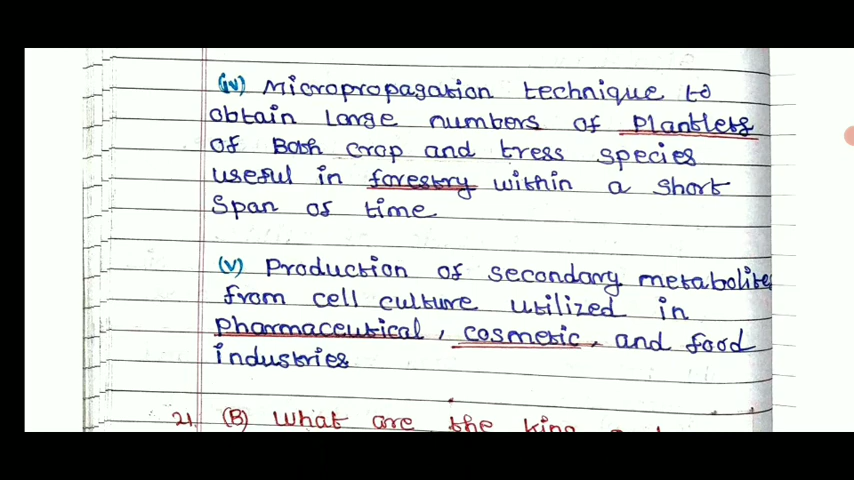 (iv) Micropropagation technique to
obtain large numbers of plantlets
of Both crop and tress species
useful in forestry within a short
span of time
(v) Production of secondary metabolites
from cell culture utilized in
pharmaceutical, cosmetic, and food
industries
21. (B) What are the